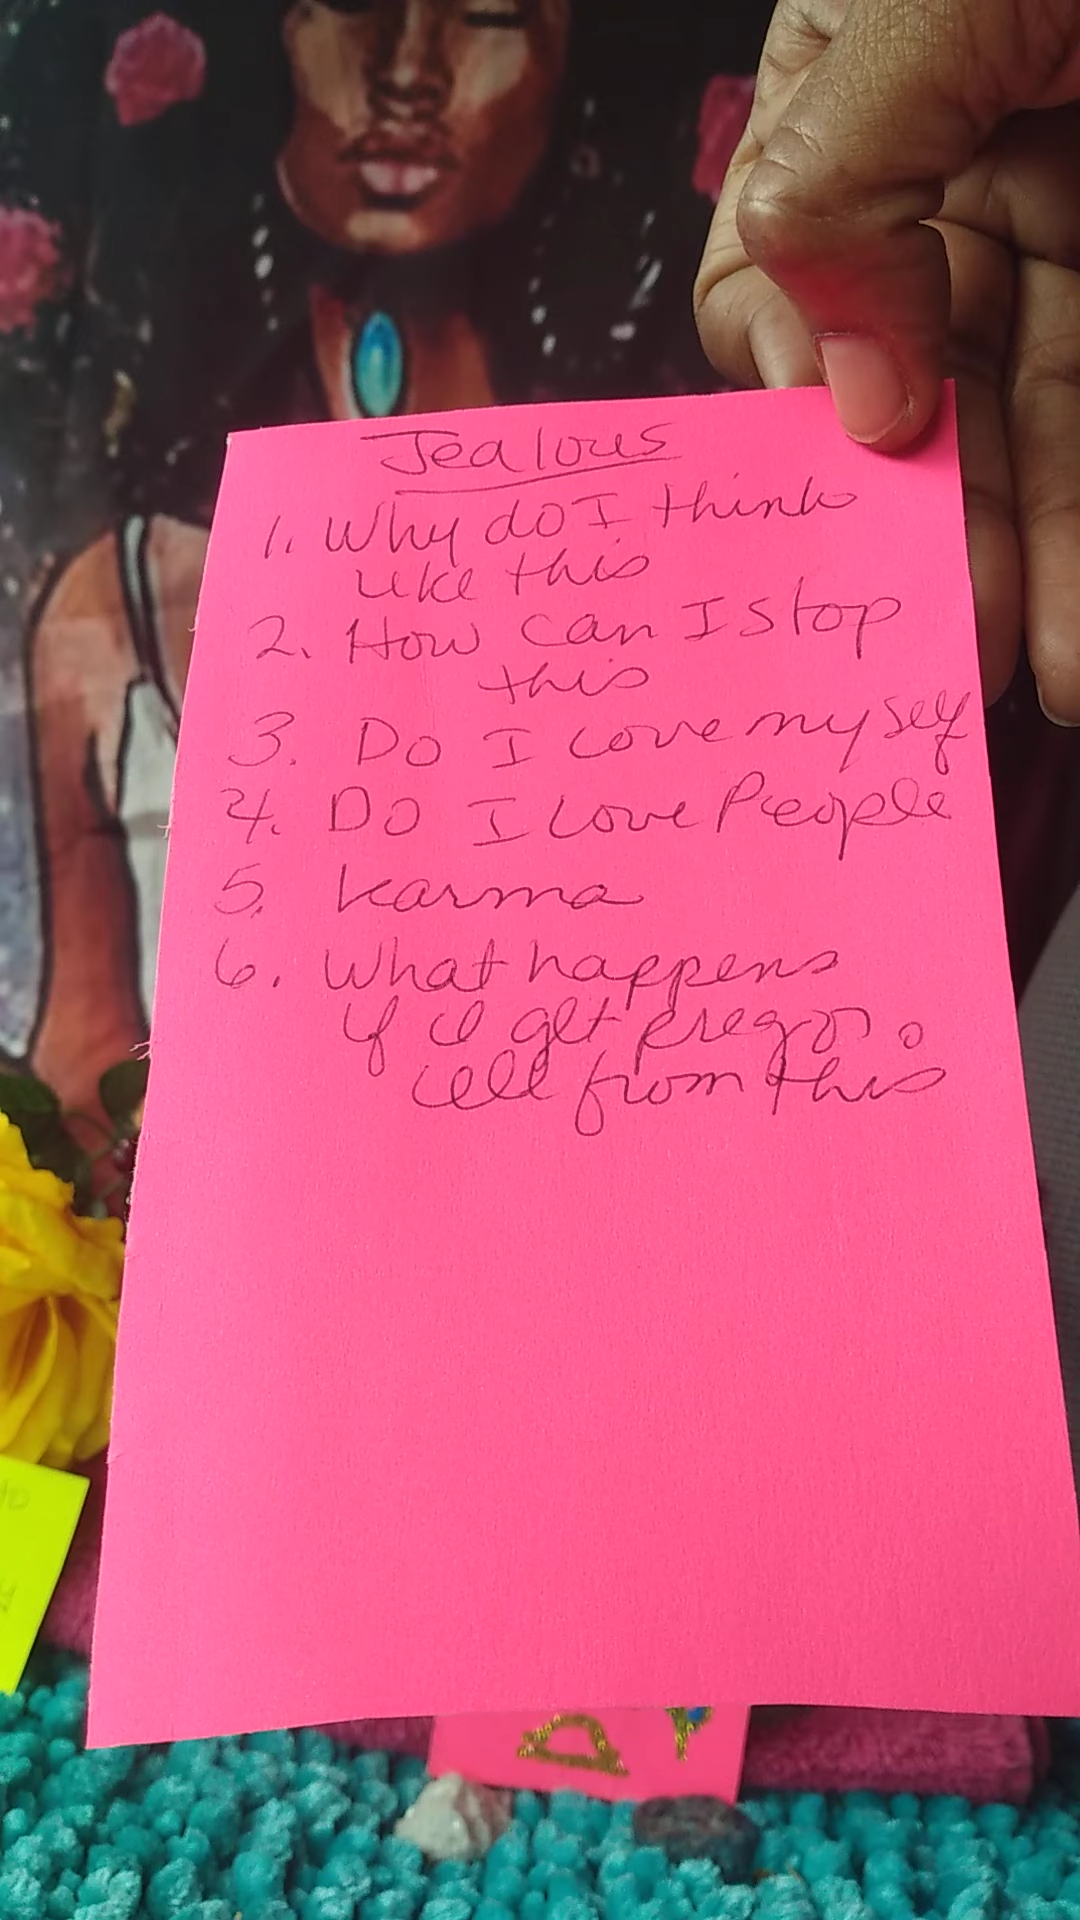 Jealous
1. Why do I think
like this
2. How can I stop
this
3. Do I love myself
4. Do I love People
5. karma
6. What happens
if I get
from this